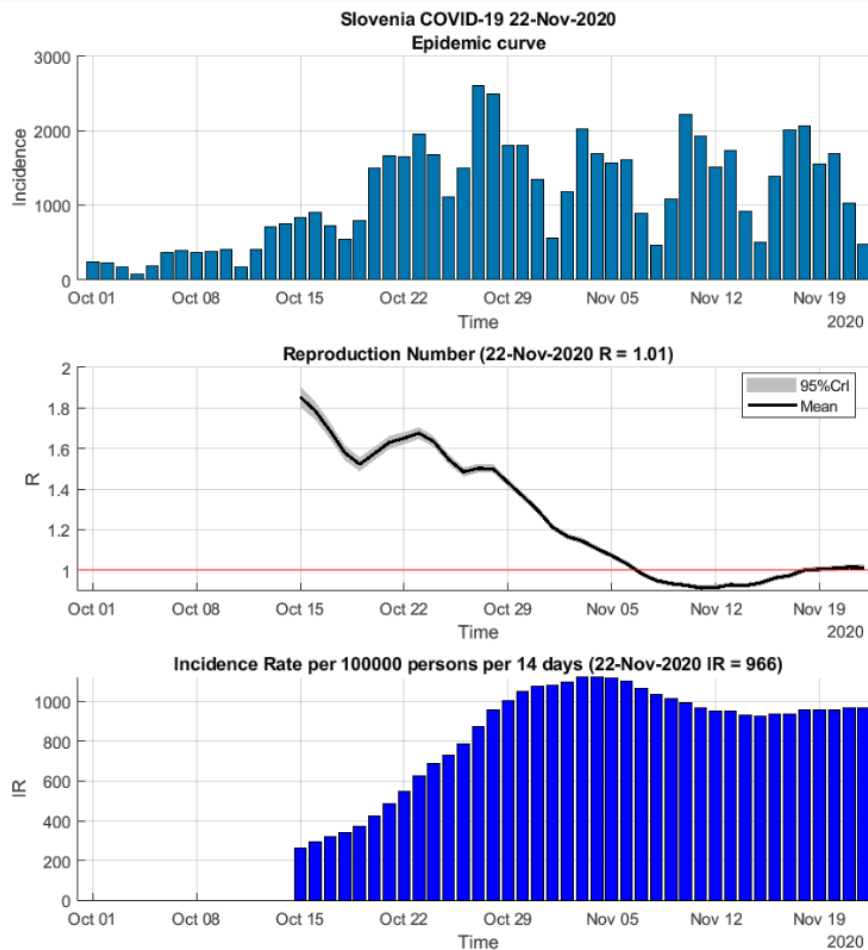 Slovenia COVID-19 22-Nov-2020
Epidemic curve
3000
2000
1000
0
Incidence
Oct 01 Oct 08 Oct 15 Oct 22 Oct 29 Nov 05 Nov 12 Nov 19
Time
2020
Reproduction Number (22-Nov-2020 R = 1.01)
2
1.8
1.6
1.4
1.2
1
R
95%CrI
Mean
Oct 01 Oct 08 Oct 15 Oct 22 Oct 29 Nov 05 Nov 12 Nov 19
Time
2020
Incidence Rate per 100000 persons per 14 days (22-Nov-2020 IR = 966)
1000
800
600
400
200
0
IR
Oct 01 Oct 08 Oct 15 Oct 22 Oct 29 Nov 05 Nov 12 Nov 19
Time
2020